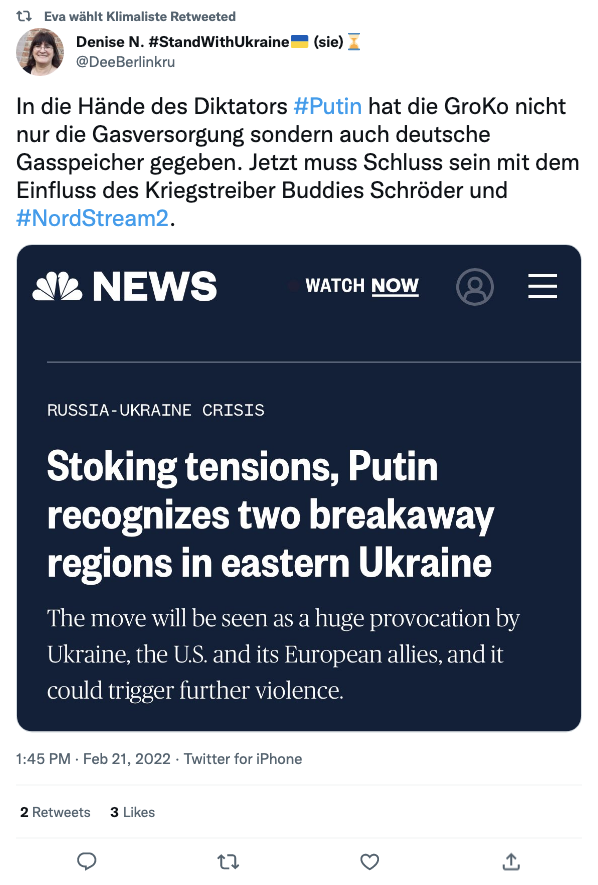 Eva wählt Klimaliste Retweeted
Denise N. #StandWithUkraine🇺🇦 (sie)⏳
@DeeBerlinkru
In die Hände des Diktators #Putin hat die GroKo nicht
nur die Gasversorgung sondern auch deutsche
Gasspeicher gegeben. Jetzt muss Schluss sein mit dem
Einfluss des Kriegstreiber Buddies Schröder und
#NordStream2.
NEWS WATCH NOW
RUSSIA-UKRAINE CRISIS
Stoking tensions, Putin
recognizes two breakaway
regions in eastern Ukraine
The move will be seen as a huge provocation by
Ukraine, the U.S. and its European allies, and it
could trigger further violence.
1:45 PM · Feb 21, 2022 · Twitter for iPhone
2 Retweets 3 Likes